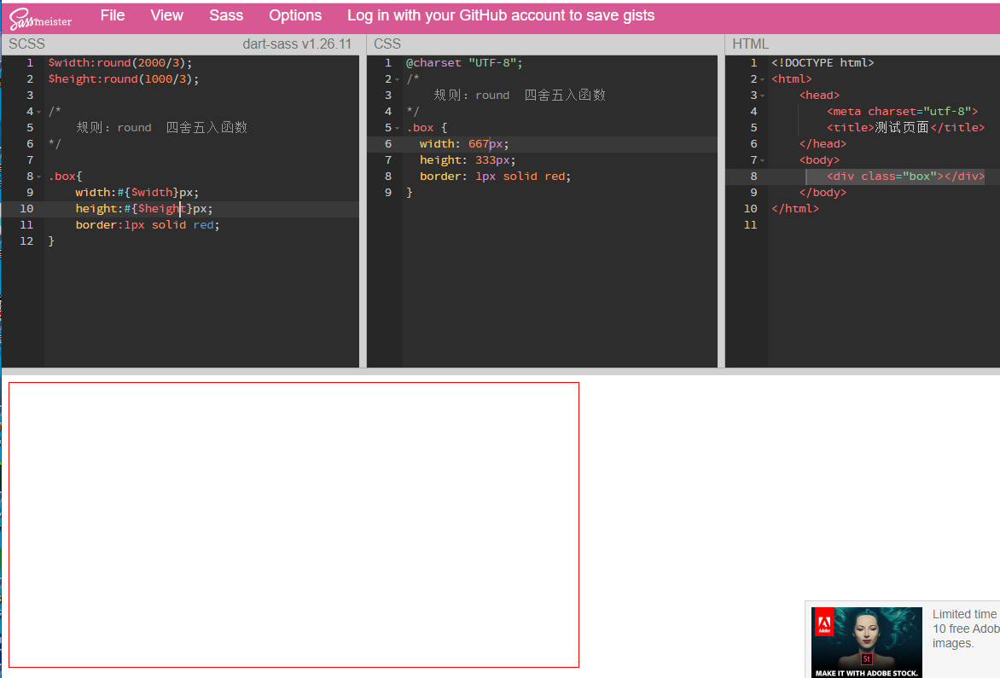 Sassmeister File View Sass Options Log in with your GitHub account to save gists
SCSS dart-sass v1.26.11
1 $width:round(2000/3);
2 $height:round(1000/3);
3
4 /*
5 规则：round 四舍五入函数
6 */
7
8 .box{
9 width:#{$width}px;
10 height:#{$height}px;
11 border:1px solid red;
12 }
CSS
1 @charset "UTF-8";
2 /*
3 规则：round 四舍五入函数
4 */
5 .box {
6 width: 667px;
7 height: 333px;
8 border: 1px solid red;
9 }
HTML
1 <!DOCTYPE html>
2 <html>
3 <head>
4 <meta charset="utf-8">
5 <title>测试页面</title>
6 </head>
7 <body>
8 <div class="box"></div>
9 </body>
10 </html>
11
Adobe
St
MAKE IT WITH ADOBE STOCK.
Limited time
10 free Adob
images.